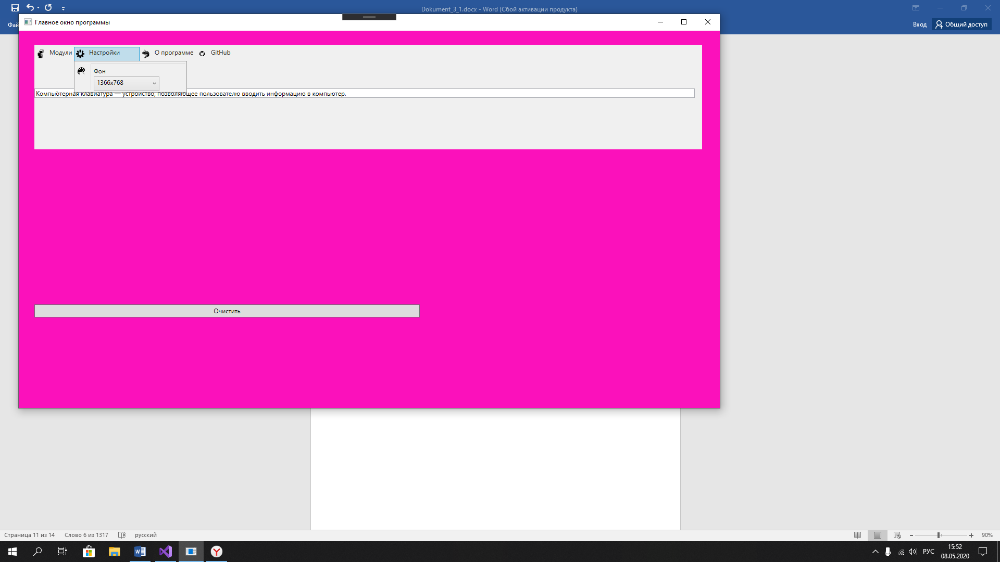 Dokument_3_1.docx - Word (Сбой активации продукта)
Фай
Вход
Общий доступ
Главное окно программы
Модули
Настройки
О программе
GitHub
Фон
1366x768
Компью́терная клавиатура — устройство, позволяющее пользователю вводить информацию в компьютер.
Очистить
Страница 11 из 14
Слово 6 из 1317
русский
90%
РУС
15:52
08.05.2020